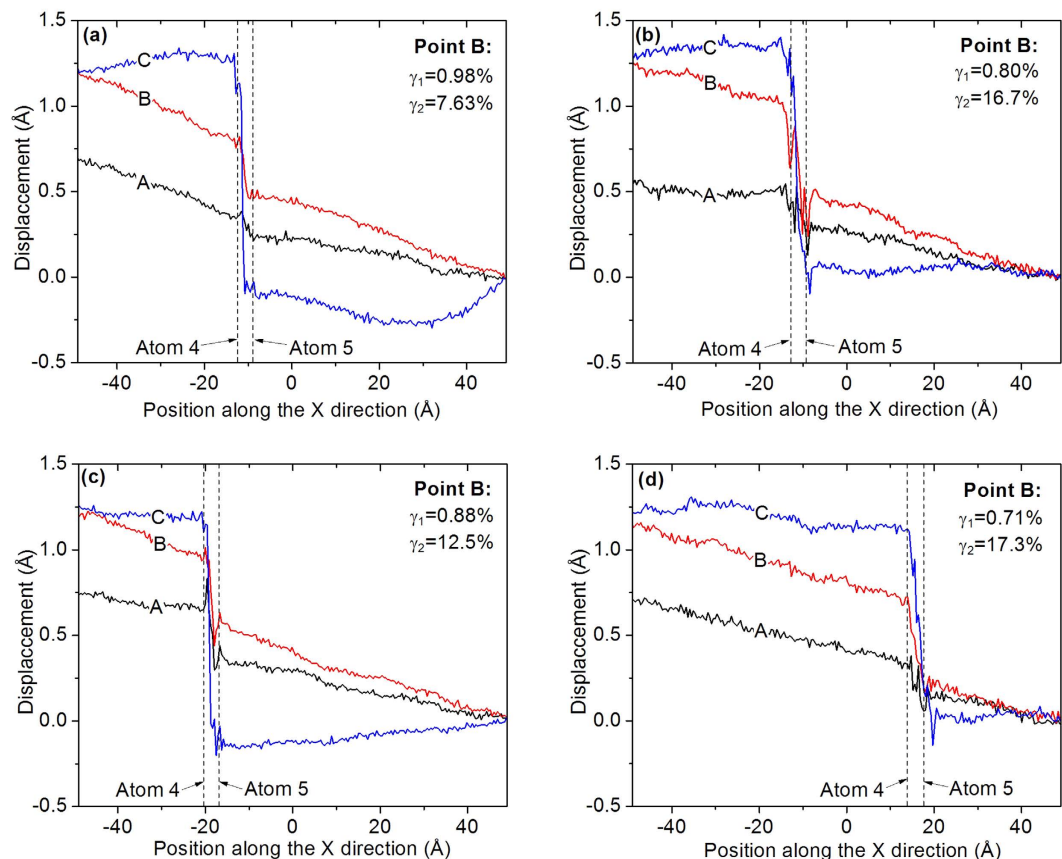 (a)
Point B:
γ1=0.98%
γ2=7.63%
C
B
A
Atom 4
Atom 5
1.5
1.0
0.5
0.0
-0.5
Displaccement (Å)
-40 -20 0 20 40
Position along the X direction (Å)
(b)
Point B:
γ1=0.80%
γ2=16.7%
C
B
A
Atom 4
Atom 5
1.5
1.0
0.5
0.0
-0.5
Displaccement (Å)
-40 -20 0 20 40
Position along the X direction (Å)
(c)
Point B:
γ1=0.88%
γ2=12.5%
C
B
A
Atom 4
Atom 5
1.5
1.0
0.5
0.0
-0.5
Displaccement (Å)
-40 -20 0 20 40
Position along the X direction (Å)
(d)
Point B:
γ1=0.71%
γ2=17.3%
C
B
A
Atom 4
Atom 5
1.5
1.0
0.5
0.0
-0.5
Displaccement (Å)
-40 -20 0 20 40
Position along the X direction (Å)